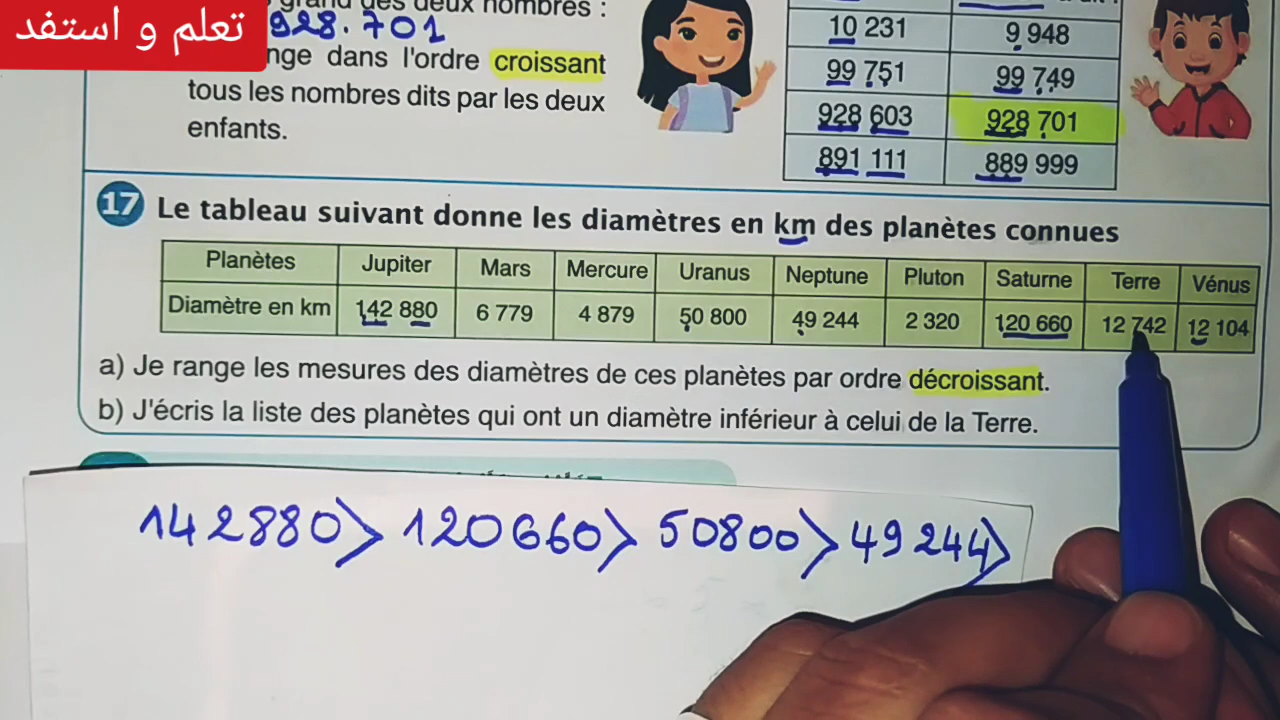 تعلم و استفد
grand des deux nombres :
928.701
nge dans l'ordre croissant
tous les nombres dits par les deux
enfants.
10 231 9 948
99 751 99 749
928 603 928 701
891 111 889 999
17 Le tableau suivant donne les diamètres en km des planètes connues
Planètes Jupiter Mars Mercure Uranus Neptune Pluton Saturne Terre Vénus
Diamètre en km 142 880 6 779 4 879 50 800 49 244 2 320 120 660 12 742 12 104
a) Je range les mesures des diamètres de ces planètes par ordre décroissant.
b) J'écris la liste des planètes qui ont un diamètre inférieur à celui de la Terre.
142880> 120660> 50800> 49244>